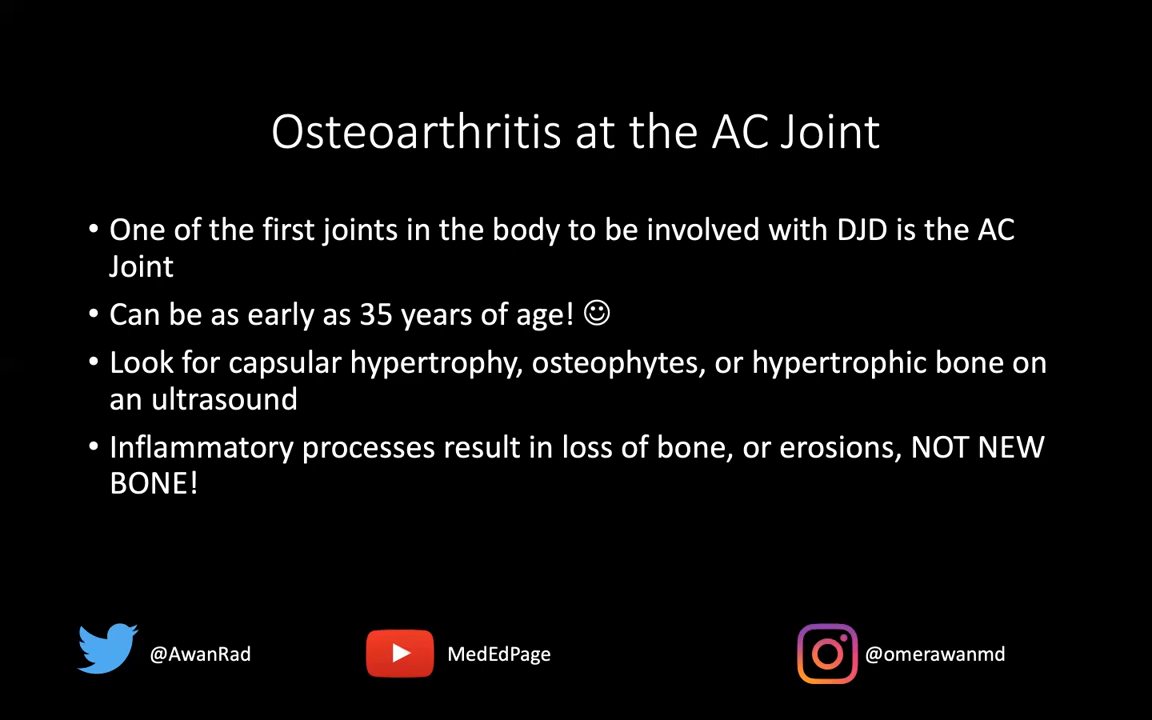 Osteoarthritis at the AC Joint
• One of the first joints in the body to be involved with DJD is the AC
Joint
• Can be as early as 35 years of age! ☺
• Look for capsular hypertrophy, osteophytes, or hypertrophic bone on
an ultrasound
• Inflammatory processes result in loss of bone, or erosions, NOT NEW
BONE!
@AwanRad
MedEdPage
@omerawanmd